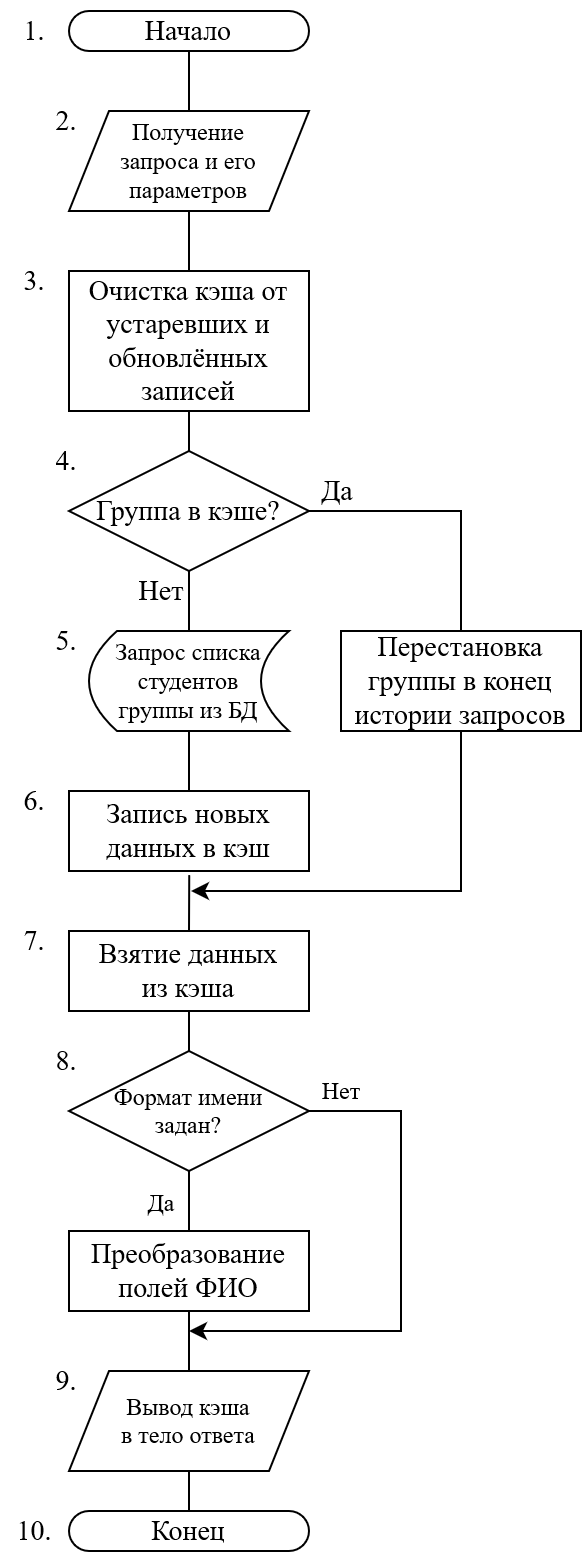 1.
Начало
2.
Получение
запроса и его
параметров
3.
Очистка кэша от
устаревших и
обновлённых
записей
4.
Группа в кэше?
Да
Нет
5.
Запрос списка
студентов
группы из БД
Перестановка
группы в конец
истории запросов
6.
Запись новых
данных в кэш
7.
Взятие данных
из кэша
8.
Формат имени
задан?
Нет
Да
Преобразование
полей ФИО
9.
Вывод кэша
в тело ответа
10.
Конец